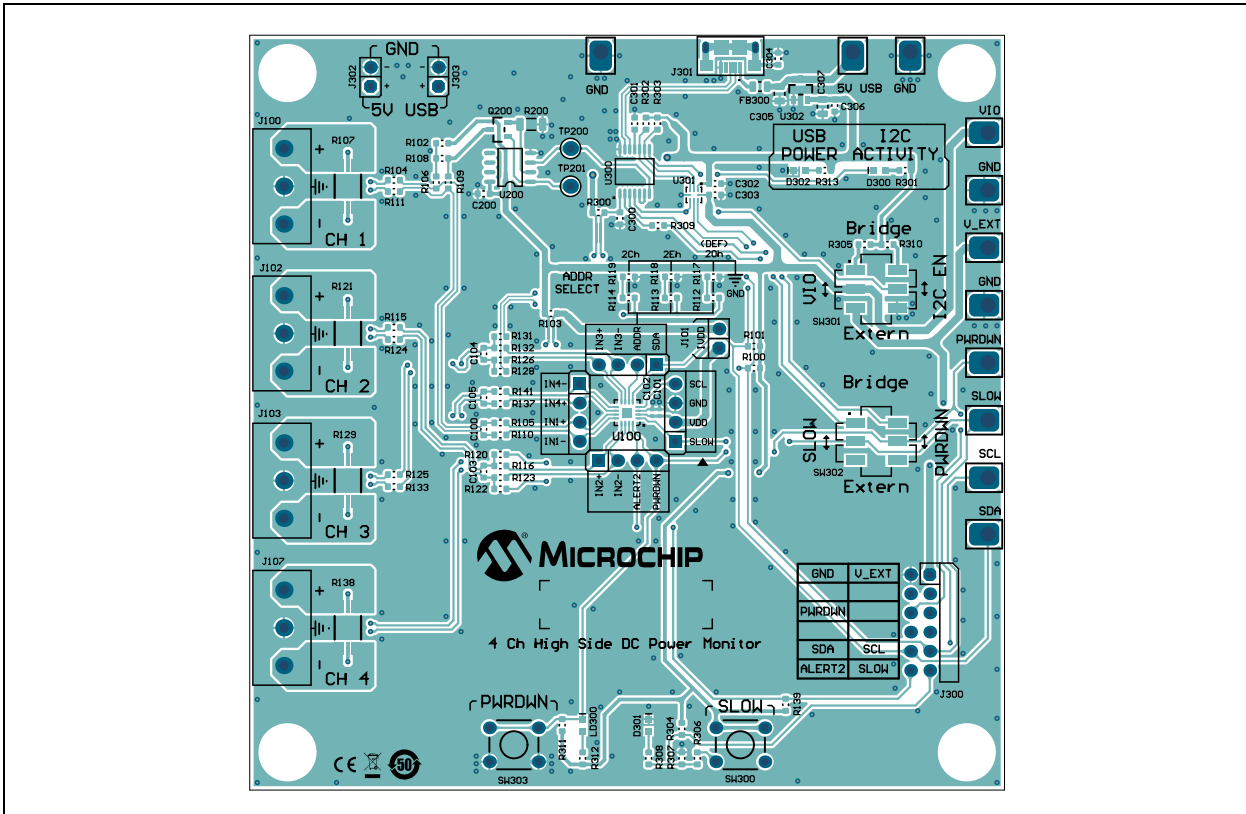 GND
J302
J303
5V USB
GND
J301
C304
FB300
C305
U302
C307
C306
5V USB
GND
VIO
J100
R107
R102
R108
Q200
R200
TP200
C301
R302
R303
U300
USB
POWER
I2C
ACTIVITY
D302
R313
D300
R301
GND
R104
R111
R106
R109
C200
U200
TP201
R300
C300
U301
C302
C303
R309
CH 1
V_EXT
Bridge
R305
R310
(DEF)
J102
R121
ADDR
SELECT
2Ch
2Eh
20h
R119
R118
R117
R114
R113
R112
GND
VIO
I2C EN
SW301
Extern
GND
R115
R124
CH 2
R103
R131
R132
R126
R128
C104
IN3+
IN3-
ADDR
SDA
J101
IVDD
R101
R100
PWRDWN
Bridge
IN4-
IN4+
IN1+
IN1-
C102
C101
SCL
GND
VDD
SLOW
U100
C105
R141
R137
C100
R105
R110
SLOW
J103
R129
R125
R133
CH 3
R120
R116
C103
R123
R122
IN2+
IN2-
ALERT2
PWRDWN
SLOW
PWRDWN
SW302
Extern
SCL
SDA
MICROCHIP
®
J107
R138
CH 4
4 Ch High Side DC Power Monitor
GND V_EXT
PWRDWN
SDA SCL
ALERT2 SLOW
J300
PWRDWN
SW303
R311
LD300
R312
D301
R308
R307
R304
R306
SLOW
SW300
R139
CE
50